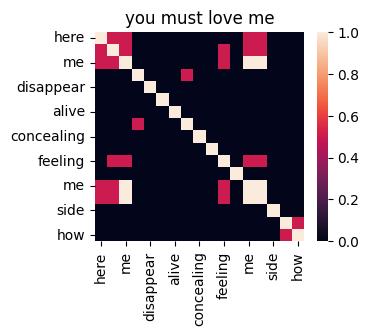 you must love me
here
me
disappear
alive
concealing
feeling
me
side
how
1.0
0.8
0.6
0.4
0.2
0.0
here
me
disappear
alive
concealing
feeling
me
side
how